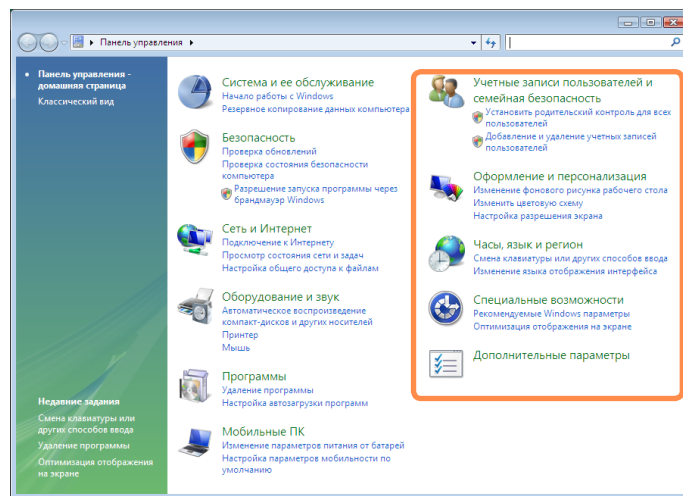 Панель управления
Панель управления -
домашняя страница
Классический вид
Система и ее обслуживание
Начало работы с Windows
Резервное копирование данных компьютера
Безопасность
Проверка обновлений
Проверка состояния безопасности
компьютера
Разрешение запуска программы через
брандмауэр Windows
Сеть и Интернет
Подключение к Интернету
Просмотр состояния сети и задач
Настройка общего доступа к файлам
Оборудование и звук
Автоматическое воспроизведение
компакт-дисков и других носителей
Принтер
Мышь
Программы
Удаление программы
Настройка автозагрузки программ
Мобильные ПК
Изменение параметров питания от батарей
Настройка параметров мобильности по
умолчанию
Учетные записи пользователей и
семейная безопасность
Установить родительский контроль для всех
пользователей
Добавление и удаление учетных записей
пользователей
Оформление и персонализация
Изменение фонового рисунка рабочего стола
Изменить цветовую схему
Настройка разрешения экрана
Часы, язык и регион
Смена клавиатуры или других способов ввода
Изменение языка отображения интерфейса
Специальные возможности
Рекомендуемые Windows параметры
Оптимизация отображения на экране
Дополнительные параметры
Недавние задания
Смена клавиатуры или
других способов ввода
Удаление программы
Оптимизация отображения
на экране